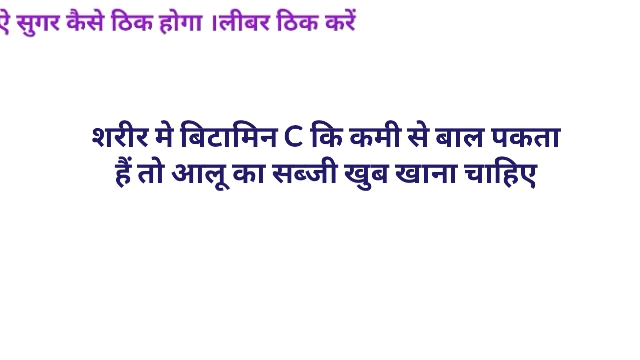 ऐ सुगर कैसे ठिक होगा ।लीबर ठिक करें
शरीर मे बिटामिन C कि कमी से बाल पकता
हैं तो आलू का सब्जी खुब खाना चाहिए